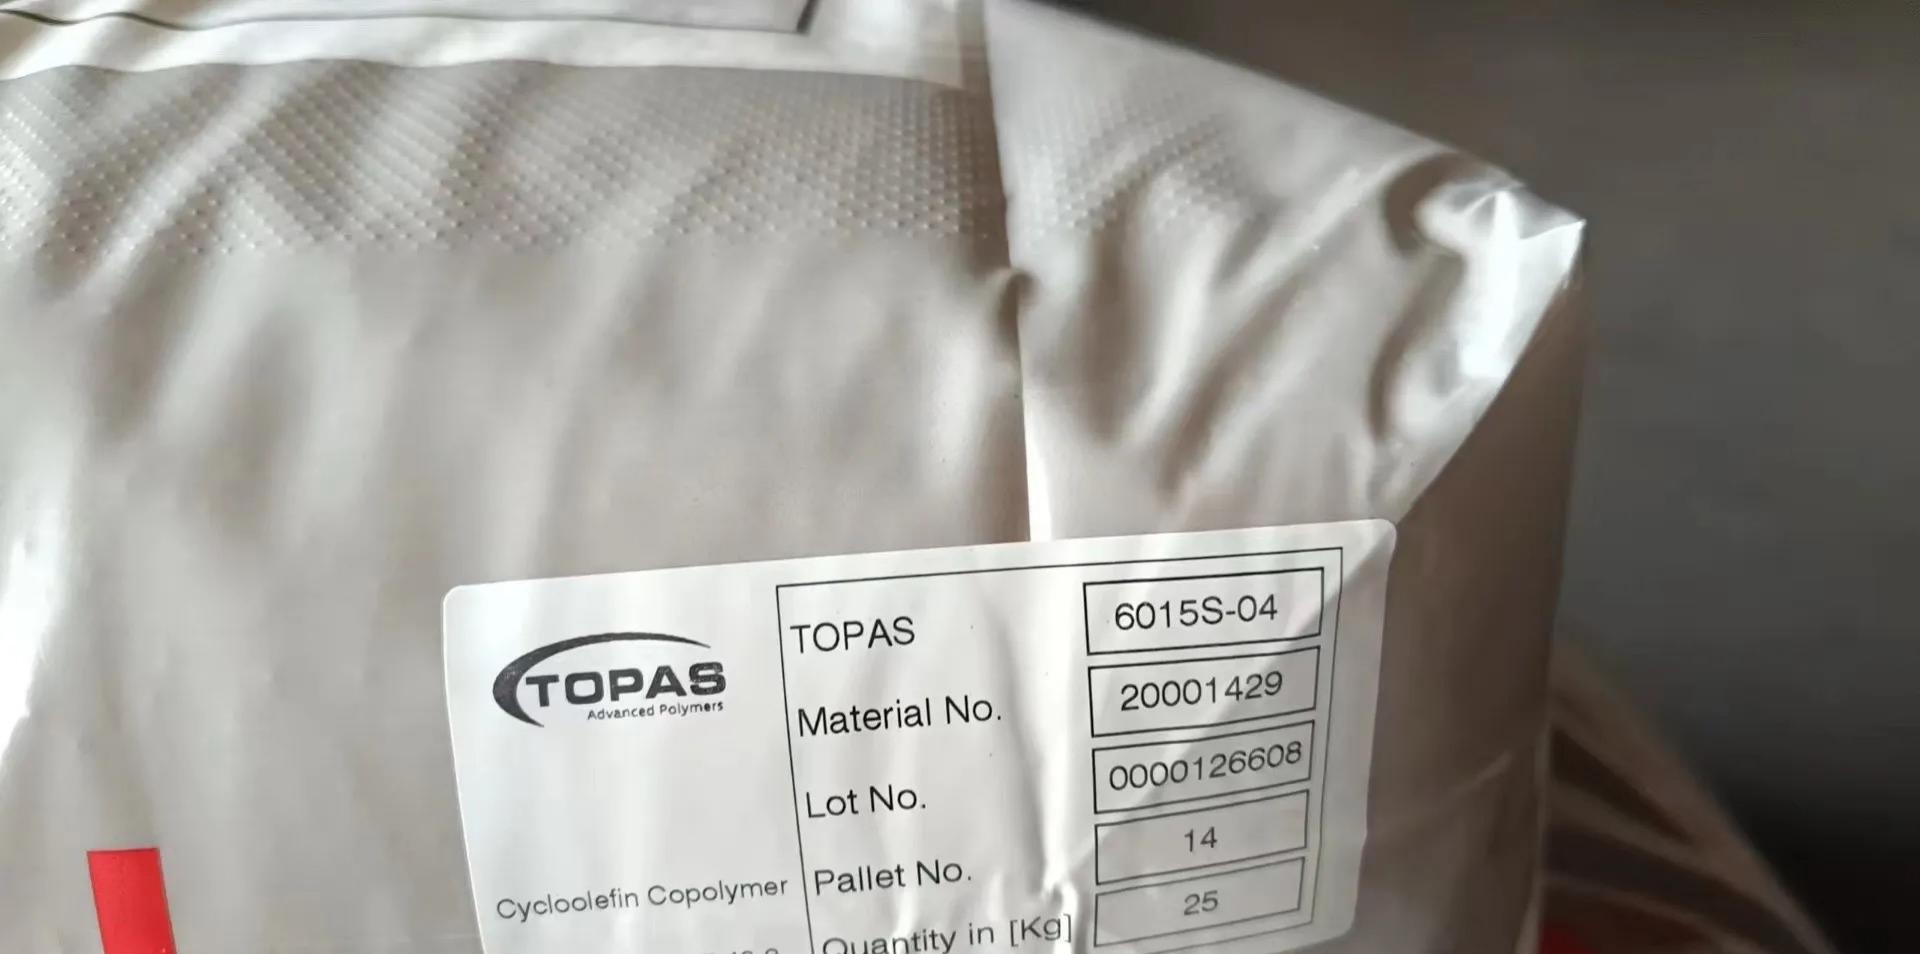 TOPAS
Advanced Polymers
Cycloolefin Copolymer
TOPAS 6015S-04
Material No. 20001429
Lot No. 0000126608
Pallet No. 14
Quantity in [Kg] 25